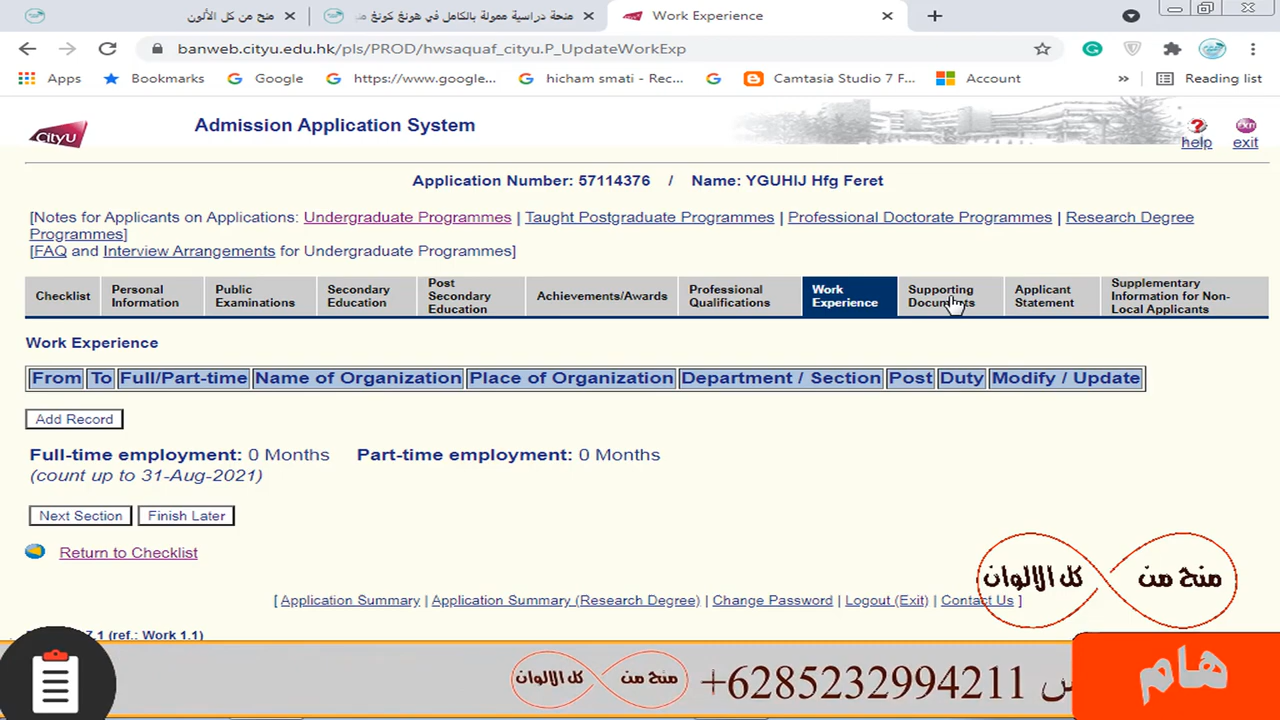 منح من كل الألون
منحة دراسية ممولة بالكامل في هونغ كونغ
Work Experience
banweb.cityu.edu.hk/pls/PROD/hwsaquaf_cityu.P_UpdateWorkExp
Apps
Bookmarks
Google
https://www.google...
hicham smati - Rec...
Camtasia Studio 7 F...
Account
»
Reading list
CityU
Admission Application System
help
exit
exit
Application Number: 57114376 / Name: YGUHIJ Hfg Feret
[Notes for Applicants on Applications: Undergraduate Programmes | Taught Postgraduate Programmes | Professional Doctorate Programmes | Research Degree
Programmes]
[FAQ and Interview Arrangements for Undergraduate Programmes]
Checklist
Personal
Information
Public
Examinations
Secondary
Education
Post
Secondary
Education
Achievements/Awards
Professional
Qualifications
Work
Experience
Supporting
Documents
Applicant
Statement
Supplementary
Information for Non-
Local Applicants
Work Experience
From To Full/Part-time Name of Organization Place of Organization Department / Section Post Duty Modify / Update
Add Record
Full-time employment: 0 Months Part-time employment: 0 Months
(count up to 31-Aug-2021)
Next Section Finish Later
Return to Checklist
منح من كل الالوان
[ Application Summary | Application Summary (Research Degree) | Change Password | Logout (Exit) | Contact Us ]
7.1 (ref.: Work 1.1)
منح من كل الالوان
+6285232994211
هام